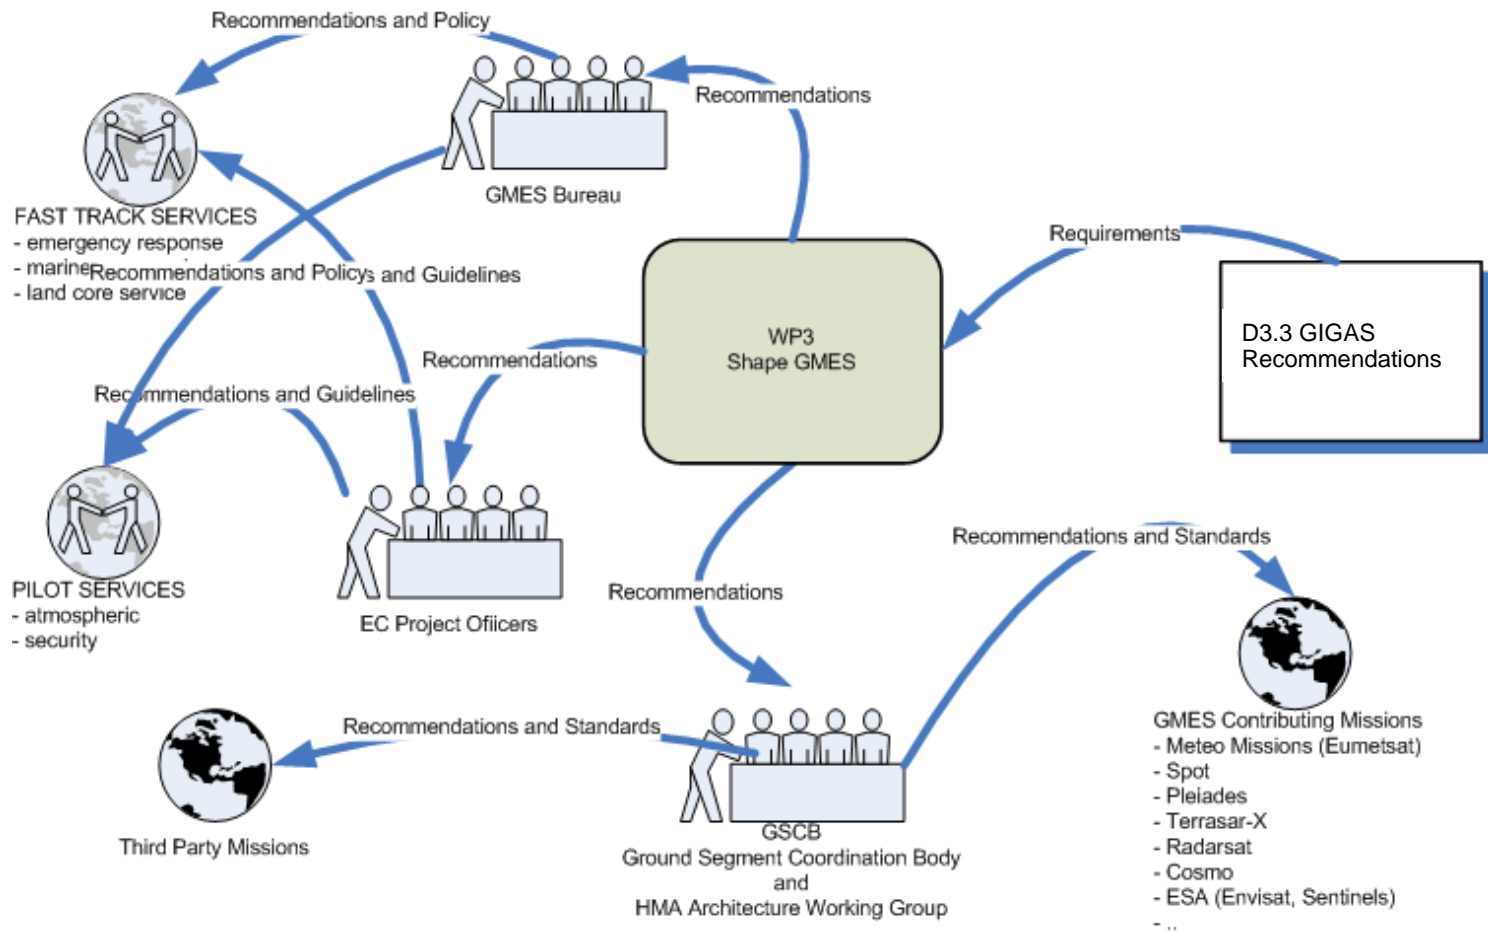 Recommendations and Policy
Recommendations
GMES Bureau
FAST TRACK SERVICES
- emergency response
- marine
Recommendations and Policy
s and Guidelines
- land core service
Requirements
D3.3 GIGAS
Recommendations
WP3
Shape GMES
Recommendations
Recommendations and Guidelines
PILOT SERVICES
- atmospheric
- security
EC Project Ofiicers
Recommendations
Recommendations and Standards
GMES Contributing Missions
- Meteo Missions (Eumetsat)
- Spot
- Pleiades
- Terrasar-X
- Radarsat
- Cosmo
- ESA (Envisat, Sentinels)
- ..
Recommendations and Standards
Third Party Missions
GSCB
Ground Segment Coordination Body
and
HMA Architecture Working Group